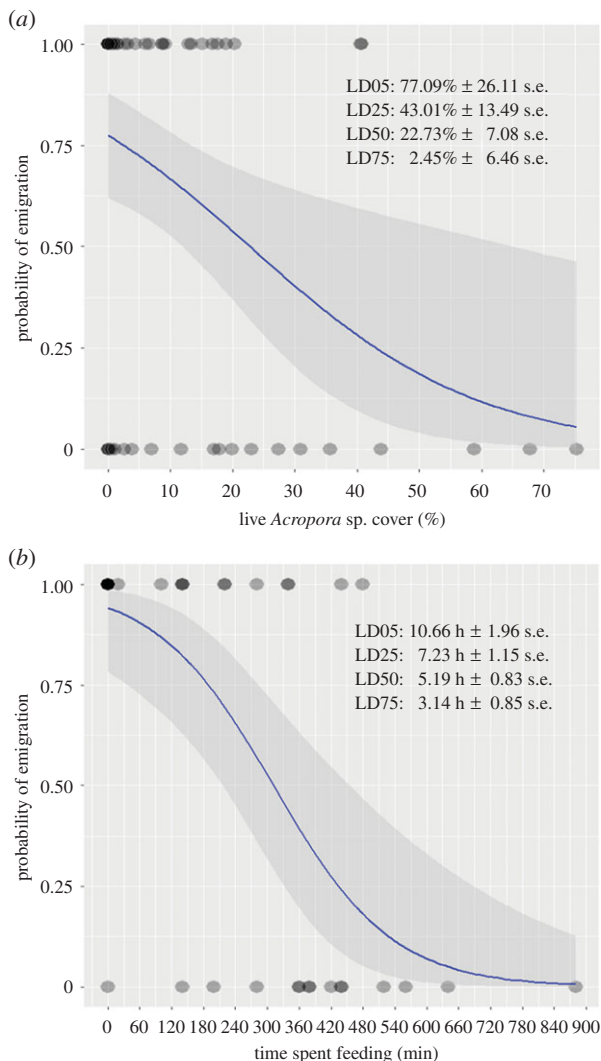 (a)
1.00
0.75
0.50
0.25
0
probability of emigration
LD05: 77.09% ± 26.11 s.e.
LD25: 43.01% ± 13.49 s.e.
LD50: 22.73% ± 7.08 s.e.
LD75: 2.45% ± 6.46 s.e.
0 10 20 30 40 50 60 70
live Acropora sp. cover (%)
(b)
1.00
0.75
0.50
0.25
0
probability of emigration
LD05: 10.66 h ± 1.96 s.e.
LD25: 7.23 h ± 1.15 s.e.
LD50: 5.19 h ± 0.83 s.e.
LD75: 3.14 h ± 0.85 s.e.
0 60 120 180 240 300 360 420 480 540 600 660 720 780 840 900
time spent feeding (min)